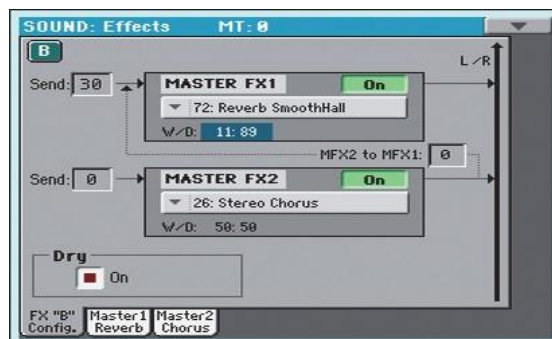 SOUND: Effects MT:0
B
L/R
Send: 30 MASTER FX1 On
72: Reverb SmoothHall
W/D: 11:89
MFX2 to MFX1: 0
Send: 0 MASTER FX2 On
26: Stereo Chorus
W/D: 50:50
Dry
On
FX "B" Config. Master1 Reverb Master2 Chorus